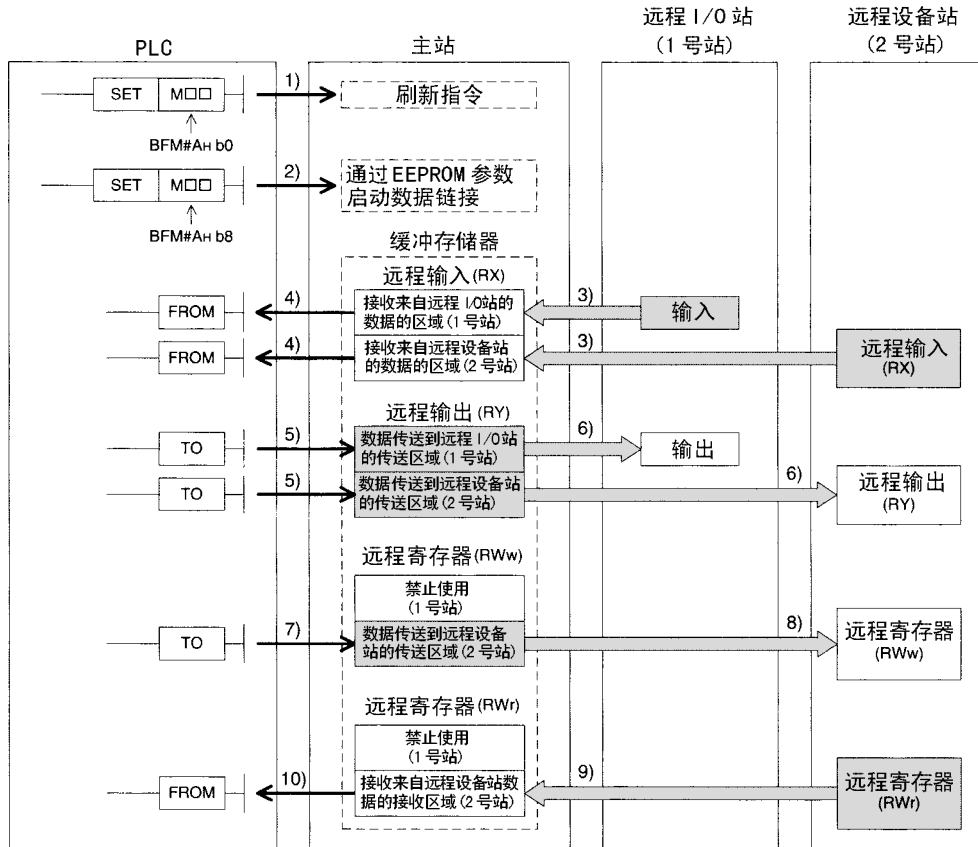 远程 I/O 站
(1 号站)
远程设备站
(2 号站)
PLC
主站
SET M□□
1)
刷新指令
BFM#AH b0
SET M□□
2)
通过 EEPROM 参数
启动数据链接
BFM#AH b8
缓冲存储器
远程输入(RX)
FROM
4)
接收来自远程 I/O站的
数据的区域(1号站)
3)
输入
FROM
4)
接收来自远程设备站
的数据的区域(2号站)
3)
远程输入
(RX)
远程输出(RY)
TO
5)
数据传送到远程 I/O站
的传送区域(1号站)
6)
输出
TO
5)
数据传送到远程设备站
的传送区域(2号站)
6)
远程输出
(RY)
远程寄存器(RWw)
禁止使用
(1号站)
TO
7)
数据传送到远程设备
站的传送区域(2号站)
8)
远程寄存器
(RWw)
远程寄存器(RWr)
禁止使用
(1号站)
FROM
10)
接收来自远程设备站数
据的接收区域(2号站)
9)
远程寄存器
(RWr)